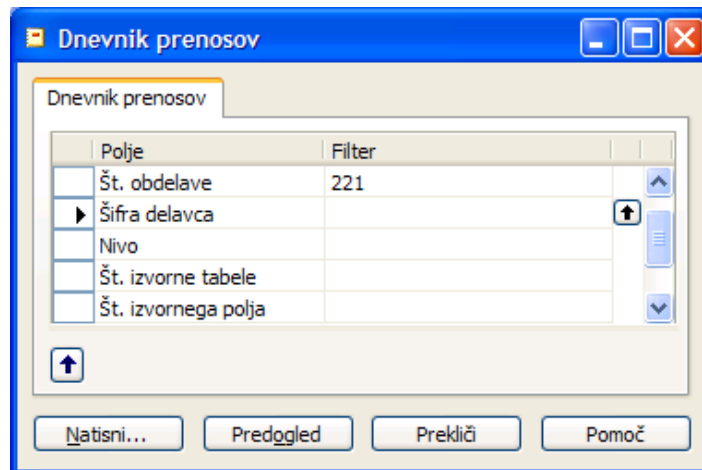 Dnevnik prenosov
Dnevnik prenosov
Polje Filter
Št. obdelave 221
Šifra delavca
Nivo
Št. izvorne tabele
Št. izvornega polja
Natisni... Predogled Prekliči Pomoč